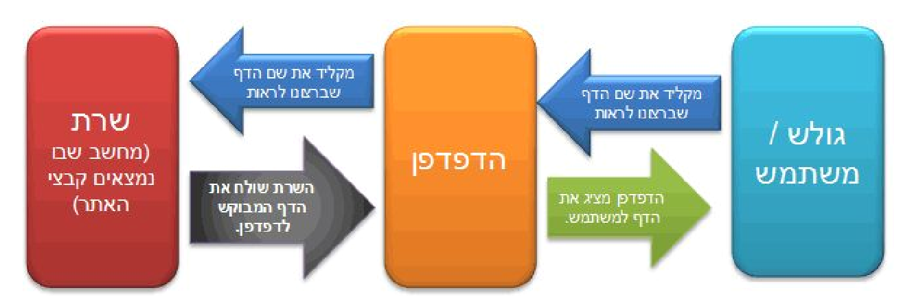 גולש /
משתמש
מקליד את שם הדף
שברצונו לראות
הדפדפן מציג את
הדף למשתמש.
הדפדפן
מקליד את שם הדף
שברצונו לראות
השרת שולח את
הדף המבוקש
לדפדפן.
שרת
(מחשב שבו
נמצאים קבצי
האתר)